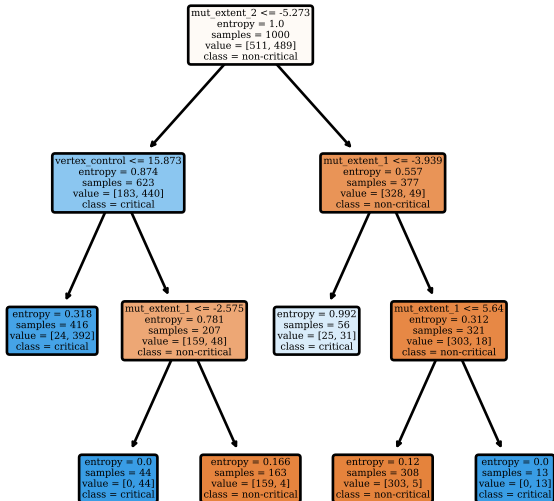 mut_extent_2 <= -5.273
entropy = 1.0
samples = 1000
value = [511, 489]
class = non-critical
vertex_control <= 15.873
entropy = 0.874
samples = 623
value = [183, 440]
class = critical
mut_extent_1 <= -3.939
entropy = 0.557
samples = 377
value = [328, 49]
class = non-critical
entropy = 0.318
samples = 416
value = [24, 392]
class = critical
mut_extent_1 <= -2.575
entropy = 0.781
samples = 207
value = [159, 48]
class = non-critical
entropy = 0.992
samples = 56
value = [25, 31]
class = critical
mut_extent_1 <= 5.64
entropy = 0.312
samples = 321
value = [303, 18]
class = non-critical
entropy = 0.0
samples = 44
value = [0, 44]
class = critical
entropy = 0.166
samples = 163
value = [159, 4]
class = non-critical
entropy = 0.12
samples = 308
value = [303, 5]
class = non-critical
entropy = 0.0
samples = 13
value = [0, 13]
class = critical